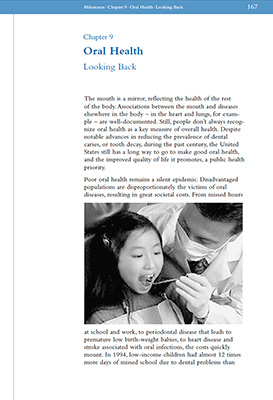 Milestones · Chapter 9 · Oral Health · Looking Back 167
Chapter 9
Oral Health
Looking Back
The mouth is a mirror, reflecting the health of the rest
of the body. Associations between the mouth and diseases
elsewhere in the body – in the heart and lungs, for exam-
ple – are well-documented. Still, people don't always recog-
nize oral health as a key measure of overall health. Despite
notable advances in reducing the prevalence of dental
caries, or tooth decay, during the past century, the United
States still has a long way to go to make good oral health,
and the improved quality of life it promotes, a public health
priority.
Poor oral health remains a silent epidemic. Disadvantaged
populations are disproportionately the victims of oral
diseases, resulting in great societal costs. From missed hours
at school and work, to periodontal disease that leads to
premature low birth-weight babies, to heart disease and
stroke associated with oral infections, the costs quickly
mount. In 1994, low-income children had almost 12 times
more days of missed school due to dental problems than